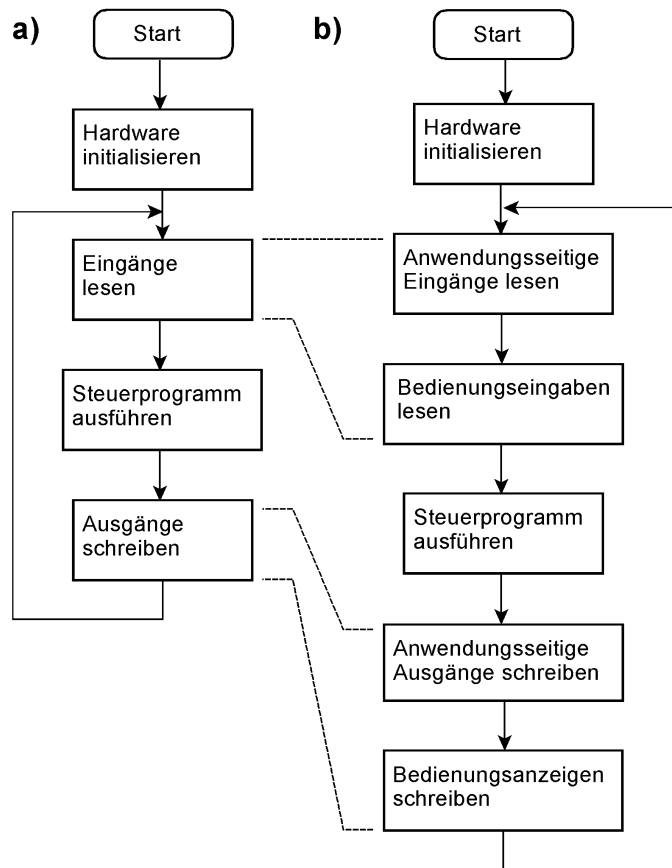 a)
Start
Hardware
initialisieren
Eingänge
lesen
Steuerprogramm
ausführen
Ausgänge
schreiben
b)
Start
Hardware
initialisieren
Anwendungsseitige
Eingänge lesen
Bedienungseingaben
lesen
Steuerprogramm
ausführen
Anwendungsseitige
Ausgänge schreiben
Bedienungsanzeigen
schreiben